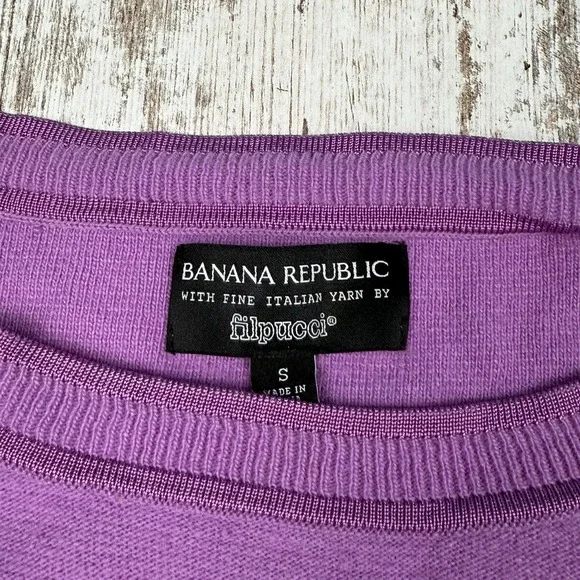 BANANA REPUBLIC
WITH FINE ITALIAN YARN BY
filpucci®
S
MADE IN